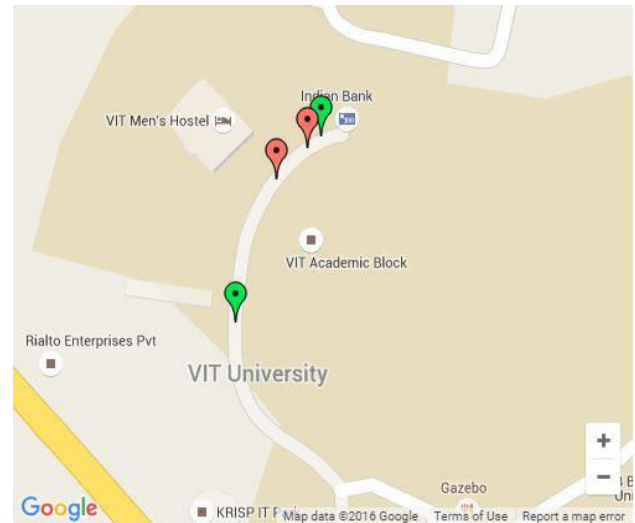 Indian Bank
VIT Men's Hostel
VIT Academic Block
Rialto Enterprises Pvt
VIT University
+
−
Gazebo
Google
KRISP IT
Map data ©2016 Google
Terms of Use
Report a map error